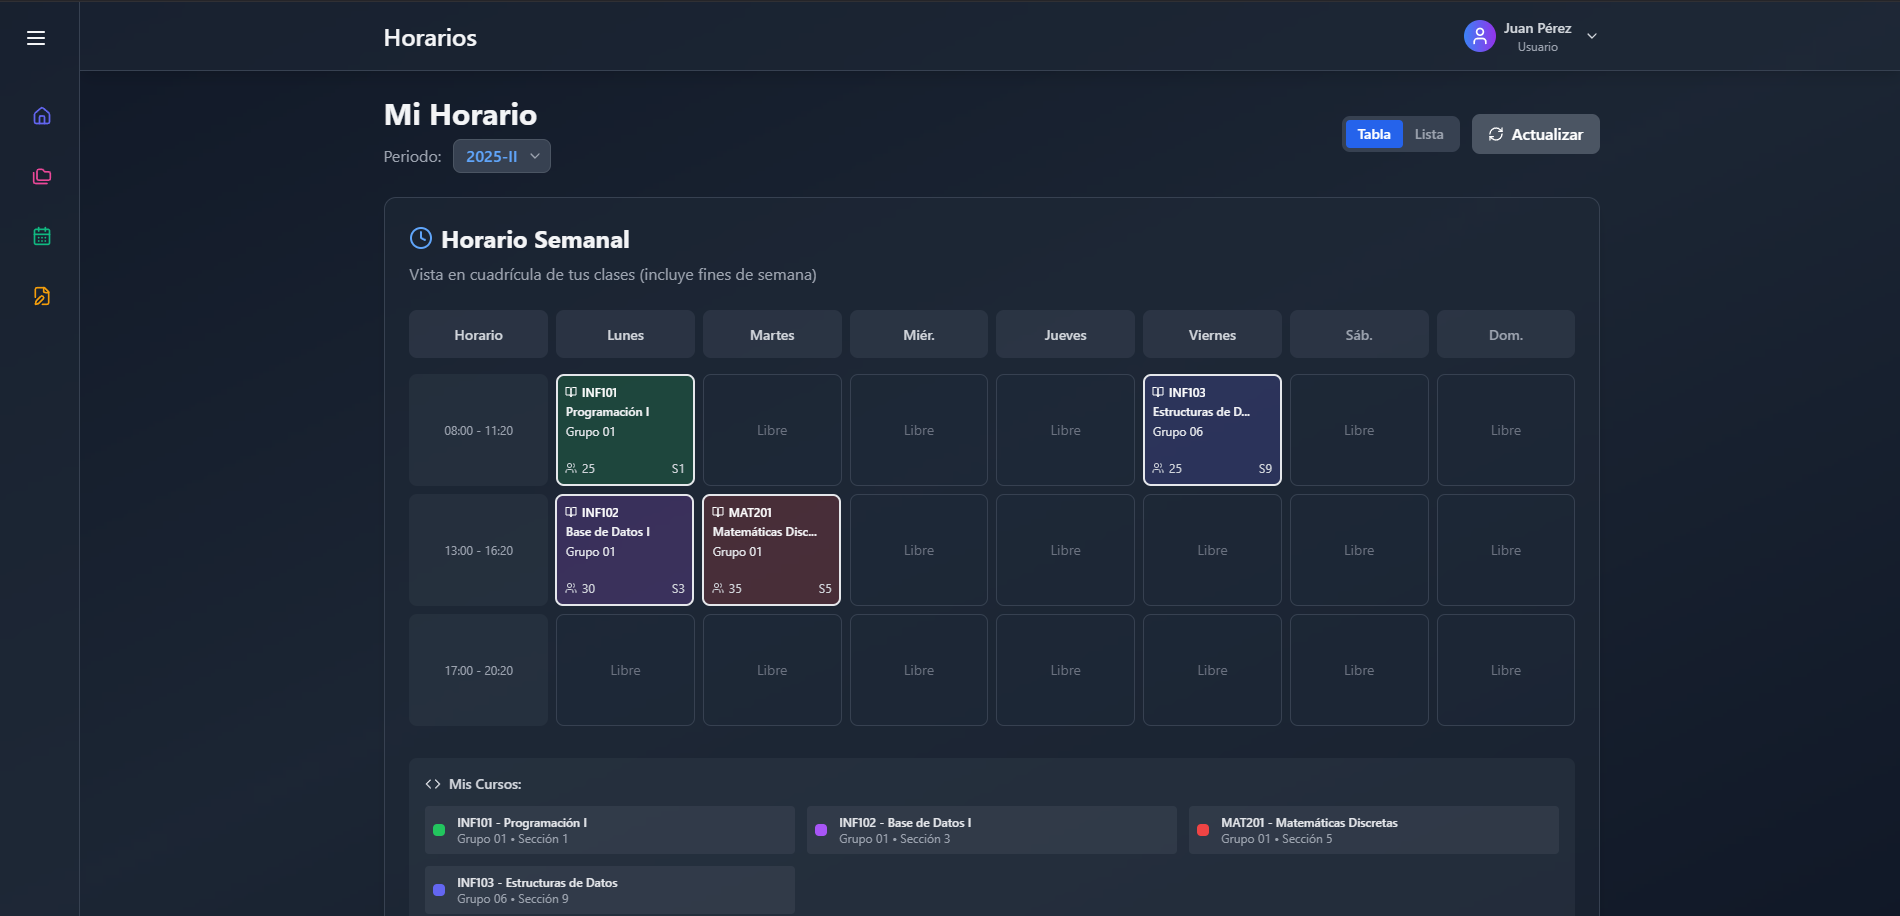 Horarios
Juan Pérez
Usuario
Mi Horario
Periodo: 2025-II
Tabla Lista Actualizar
Horario Semanal
Vista en cuadrícula de tus clases (incluye fines de semana)
Horario Lunes Martes Miér. Jueves Viernes Sáb. Dom.
08:00 - 11:20
INF101
Programación I
Grupo 01
25 S1
Libre
Libre
Libre
INF103
Estructuras de D...
Grupo 06
25 S9
Libre
Libre
13:00 - 16:20
INF102
Base de Datos I
Grupo 01
30 S3
MAT201
Matemáticas Disc...
Grupo 01
35 S5
Libre
Libre
Libre
Libre
Libre
17:00 - 20:20
Libre
Libre
Libre
Libre
Libre
Libre
Libre
Mis Cursos:
INF101 - Programación I
Grupo 01 • Sección 1
INF102 - Base de Datos I
Grupo 01 • Sección 3
MAT201 - Matemáticas Discretas
Grupo 01 • Sección 5
INF103 - Estructuras de Datos
Grupo 06 • Sección 9